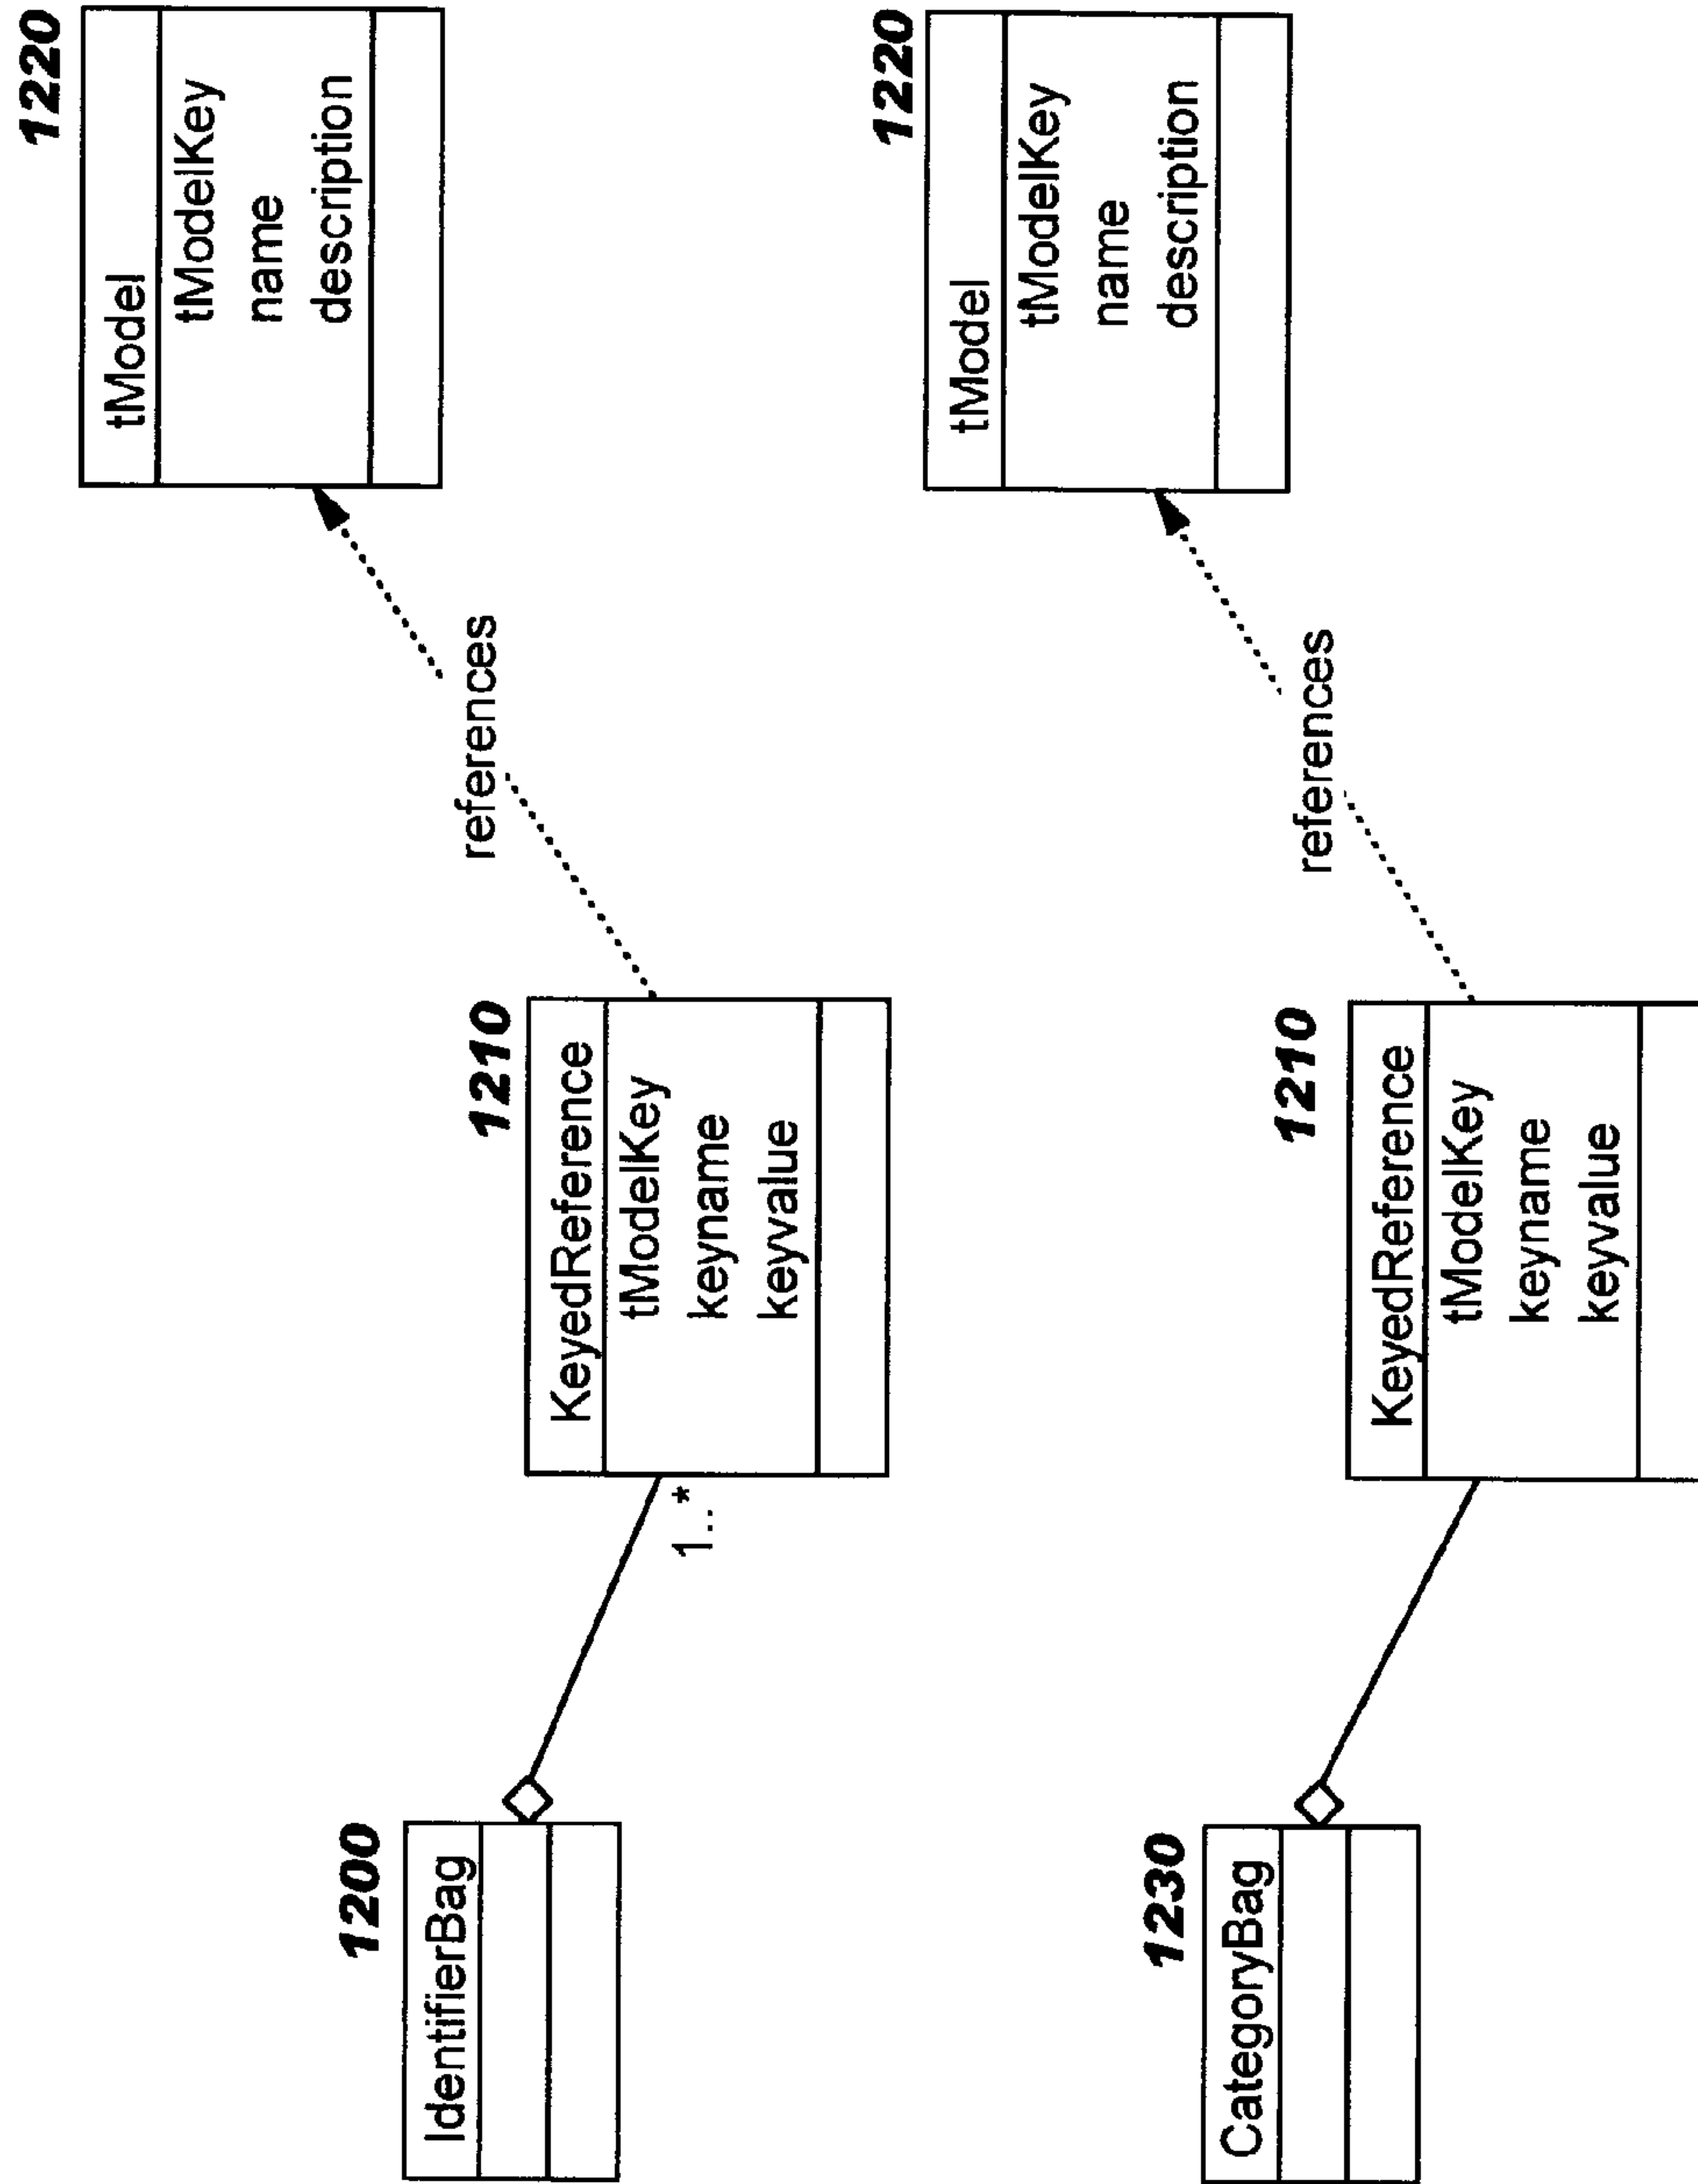 1200
IdentifierBag
1..*
1210
KeyedReference
tModelKey
keyname
keyvalue
references
1220
tModel
tModelKey
name
description
1230
CategoryBag
1210
KeyedReference
tModelKey
keyname
keyvalue
references
1220
tModel
tModelKey
name
description